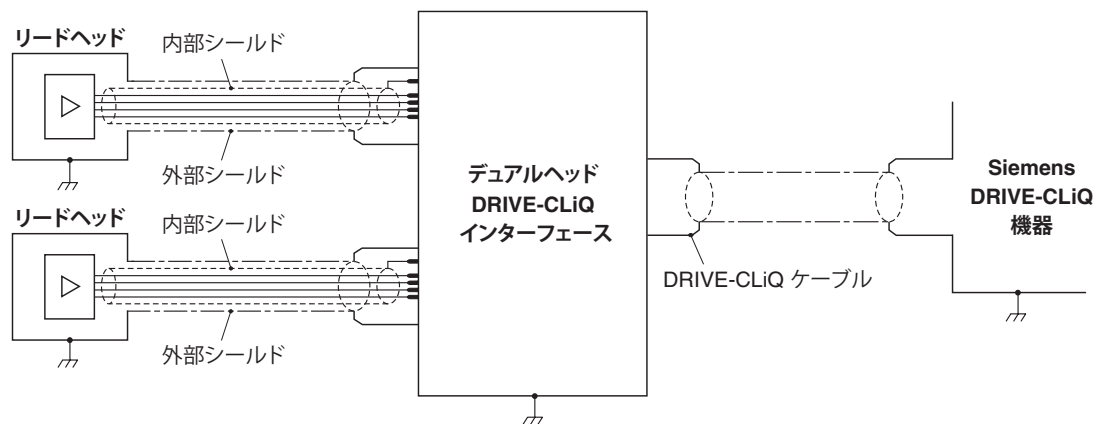 リードヘッド
内部シールド
外部シールド
リードヘッド
内部シールド
外部シールド
デュアルヘッド
DRIVE-CLiQ
インターフェース
DRIVE-CLiQ ケーブル
Siemens
DRIVE-CLiQ
機器